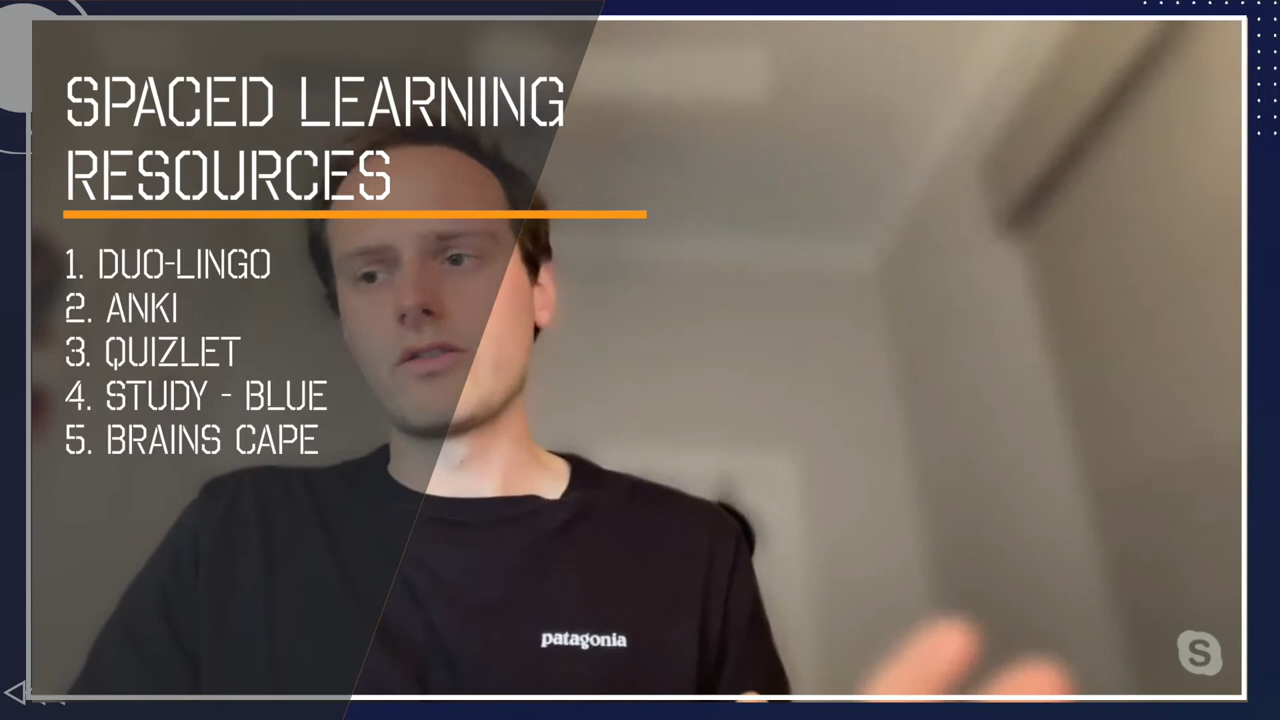 SPACED LEARNING
RESOURCES
1. DUO-LINGO
2. ANKI
3. QUIZLET
4. STUDY - BLUE
5. BRAINS CAPE
patagonia
S